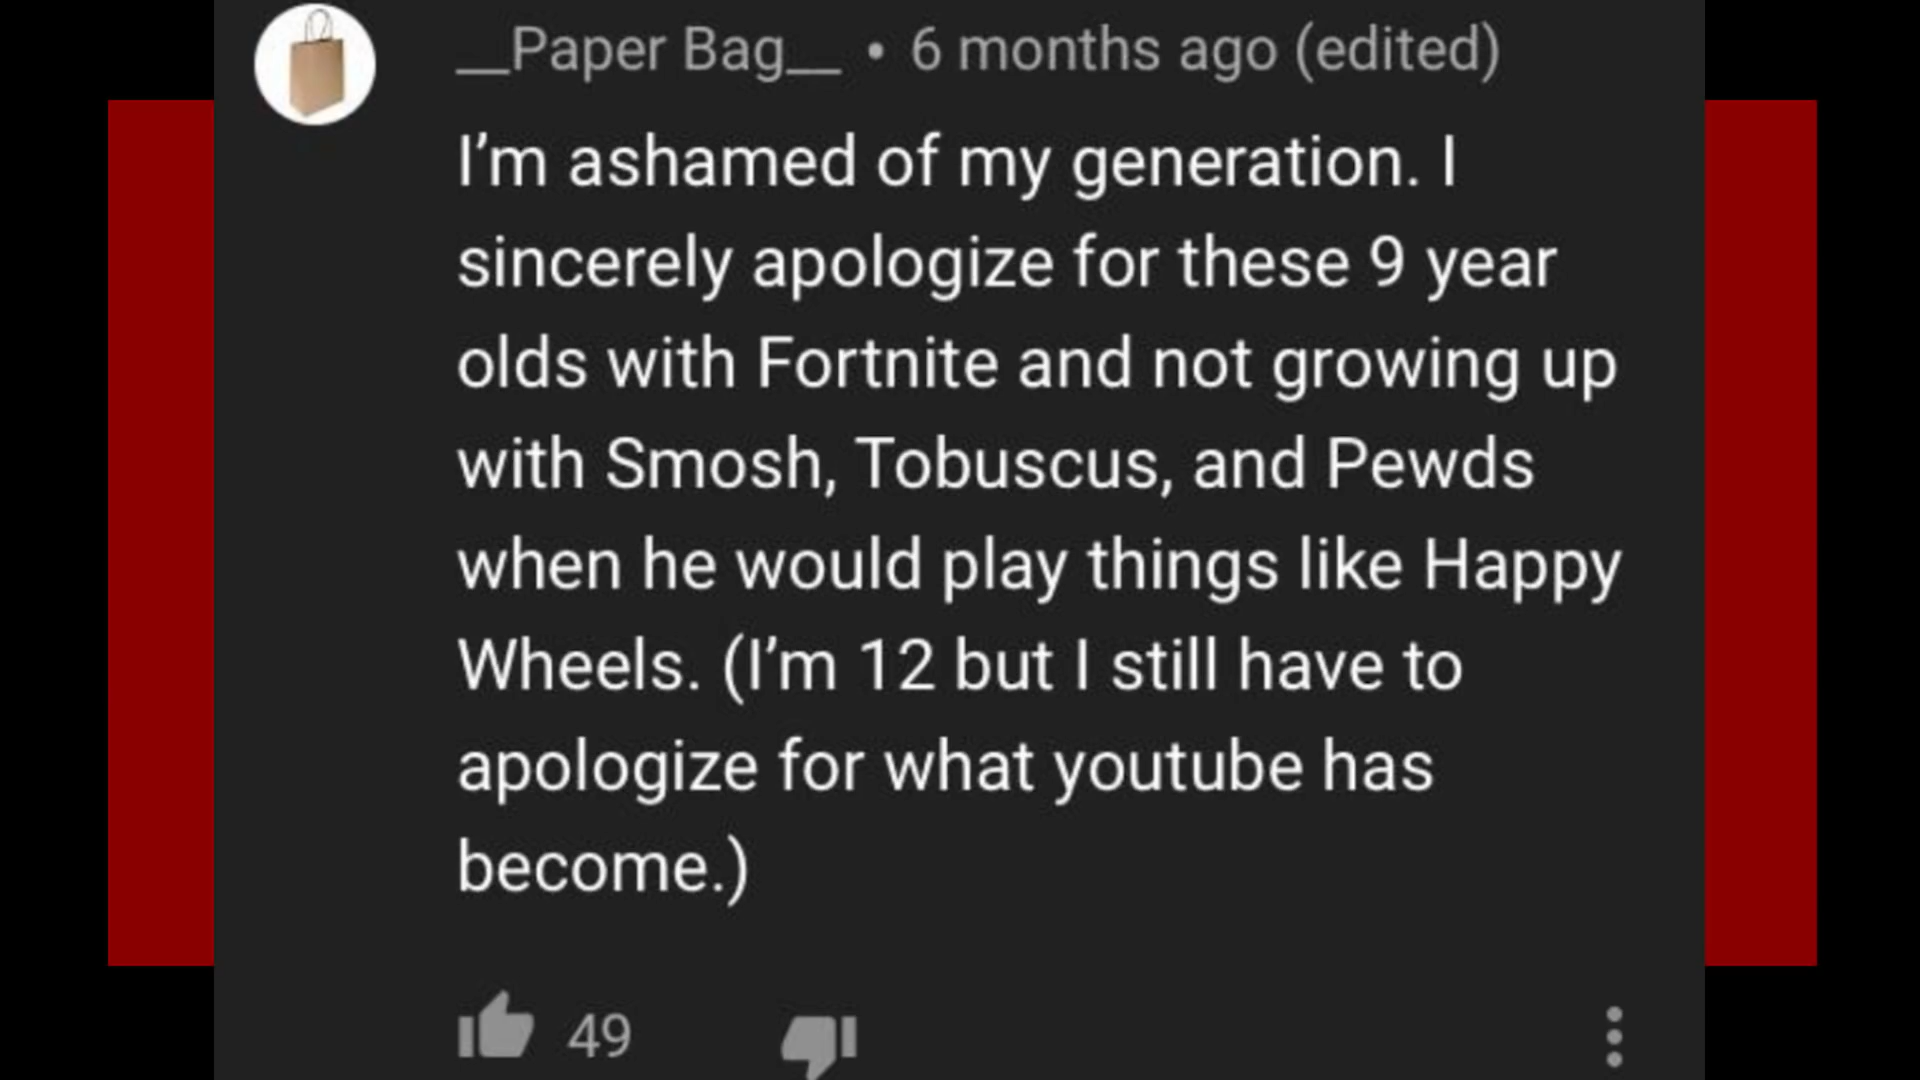 __Paper Bag__ • 6 months ago (edited)
I’m ashamed of my generation. I
sincerely apologize for these 9 year
olds with Fortnite and not growing up
with Smosh, Tobuscus, and Pewds
when he would play things like Happy
Wheels. (I’m 12 but I still have to
apologize for what youtube has
become.)
49